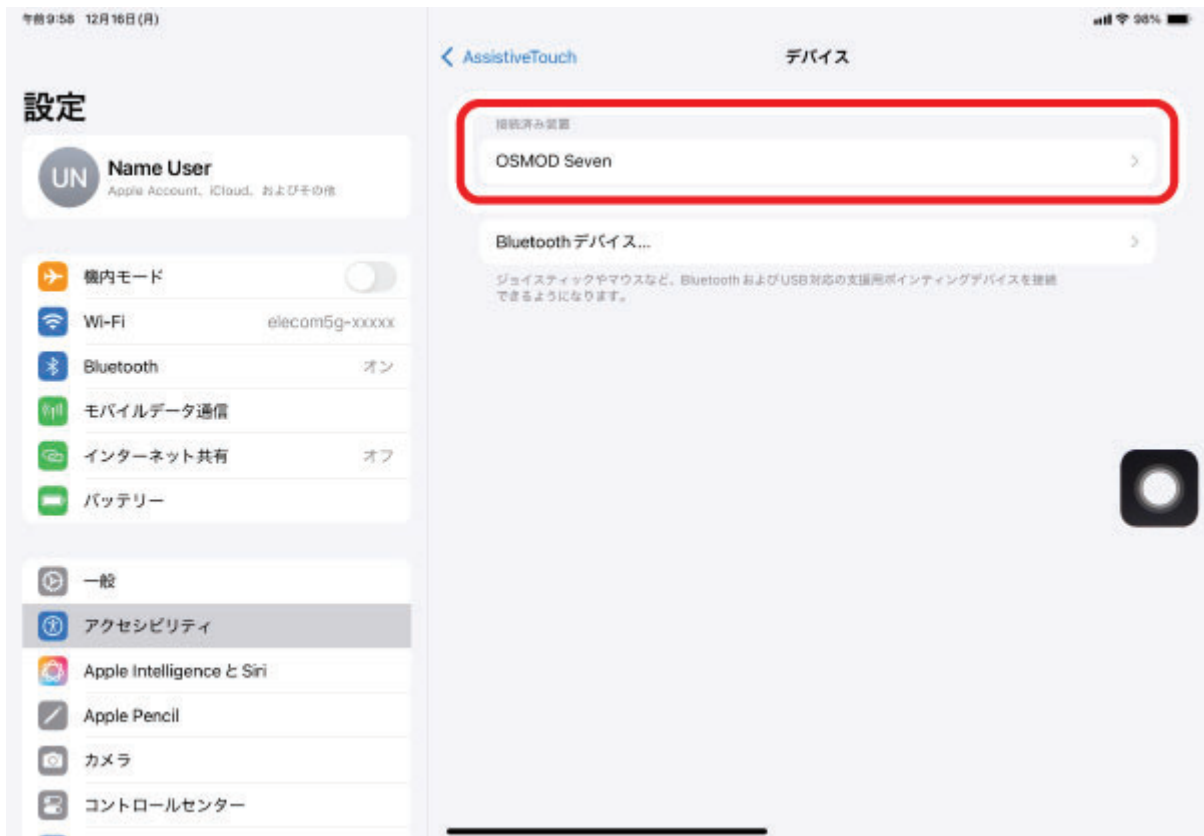 午前9:58 12月16日(月)
98%
設定
UN
Name User
Apple Account、iCloud、およびその他
機内モード
Wi-Fi elecom5g-xxxxx
Bluetooth オン
モバイルデータ通信
インターネット共有 オフ
バッテリー
一般
アクセシビリティ
Apple Intelligence と Siri
Apple Pencil
カメラ
コントロールセンター
AssistiveTouch
デバイス
接続済み装置
OSMOD Seven
Bluetooth デバイス...
ジョイスティックやマウスなど、Bluetooth およびUSB 対応の支援用ポインティングデバイスを接続
できるようになります。